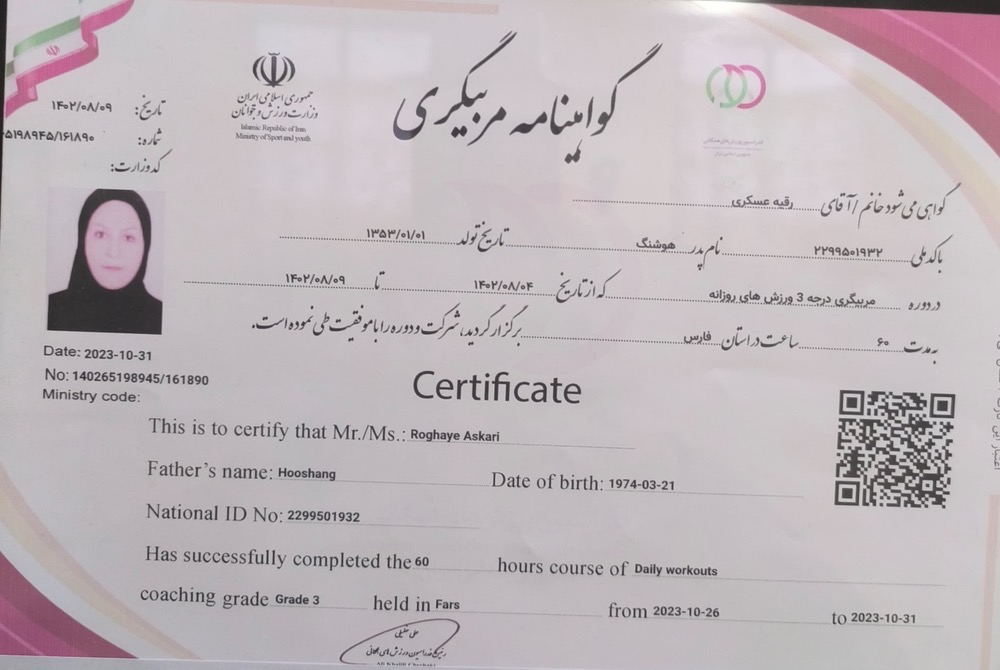 گواهینامه مربیگری
جمهوری اسلامی ایران
وزارت ورزش و جوانان
Islamic Republic of Iran
Ministry of Sport and youth
تاریخ: ۱۴۰۲/۰۸/۰۹
شماره: ۵۱۹۸۹۴۵/۱۶۱۸۹۰
کد وزارت:
گواهی می شود خانم / آقای رقیه عسکری
با کد ملی ۲۲۹۹۵۰۱۹۳۲ نام پدر هوشنگ تاریخ تولد ۱۳۵۳/۰۱/۰۱
در دوره مربیگری درجه 3 ورزش های روزانه که از تاریخ ۱۴۰۲/۰۸/۰۴ تا ۱۴۰۲/۰۸/۰۹
به مدت ۶۰ ساعت در استان فارس برگزار گردید، شرکت و دوره را با موفقیت طی نموده است.
Date: 2023-10-31
No: 140265198945/161890
Ministry code:
Certificate
This is to certify that Mr./Ms.: Roghaye Askari
Father's name: Hooshang Date of birth: 1974-03-21
National ID No: 2299501932
Has successfully completed the 60 hours course of Daily workouts
coaching grade Grade 3 held in Fars from 2023-10-26 to 2023-10-31